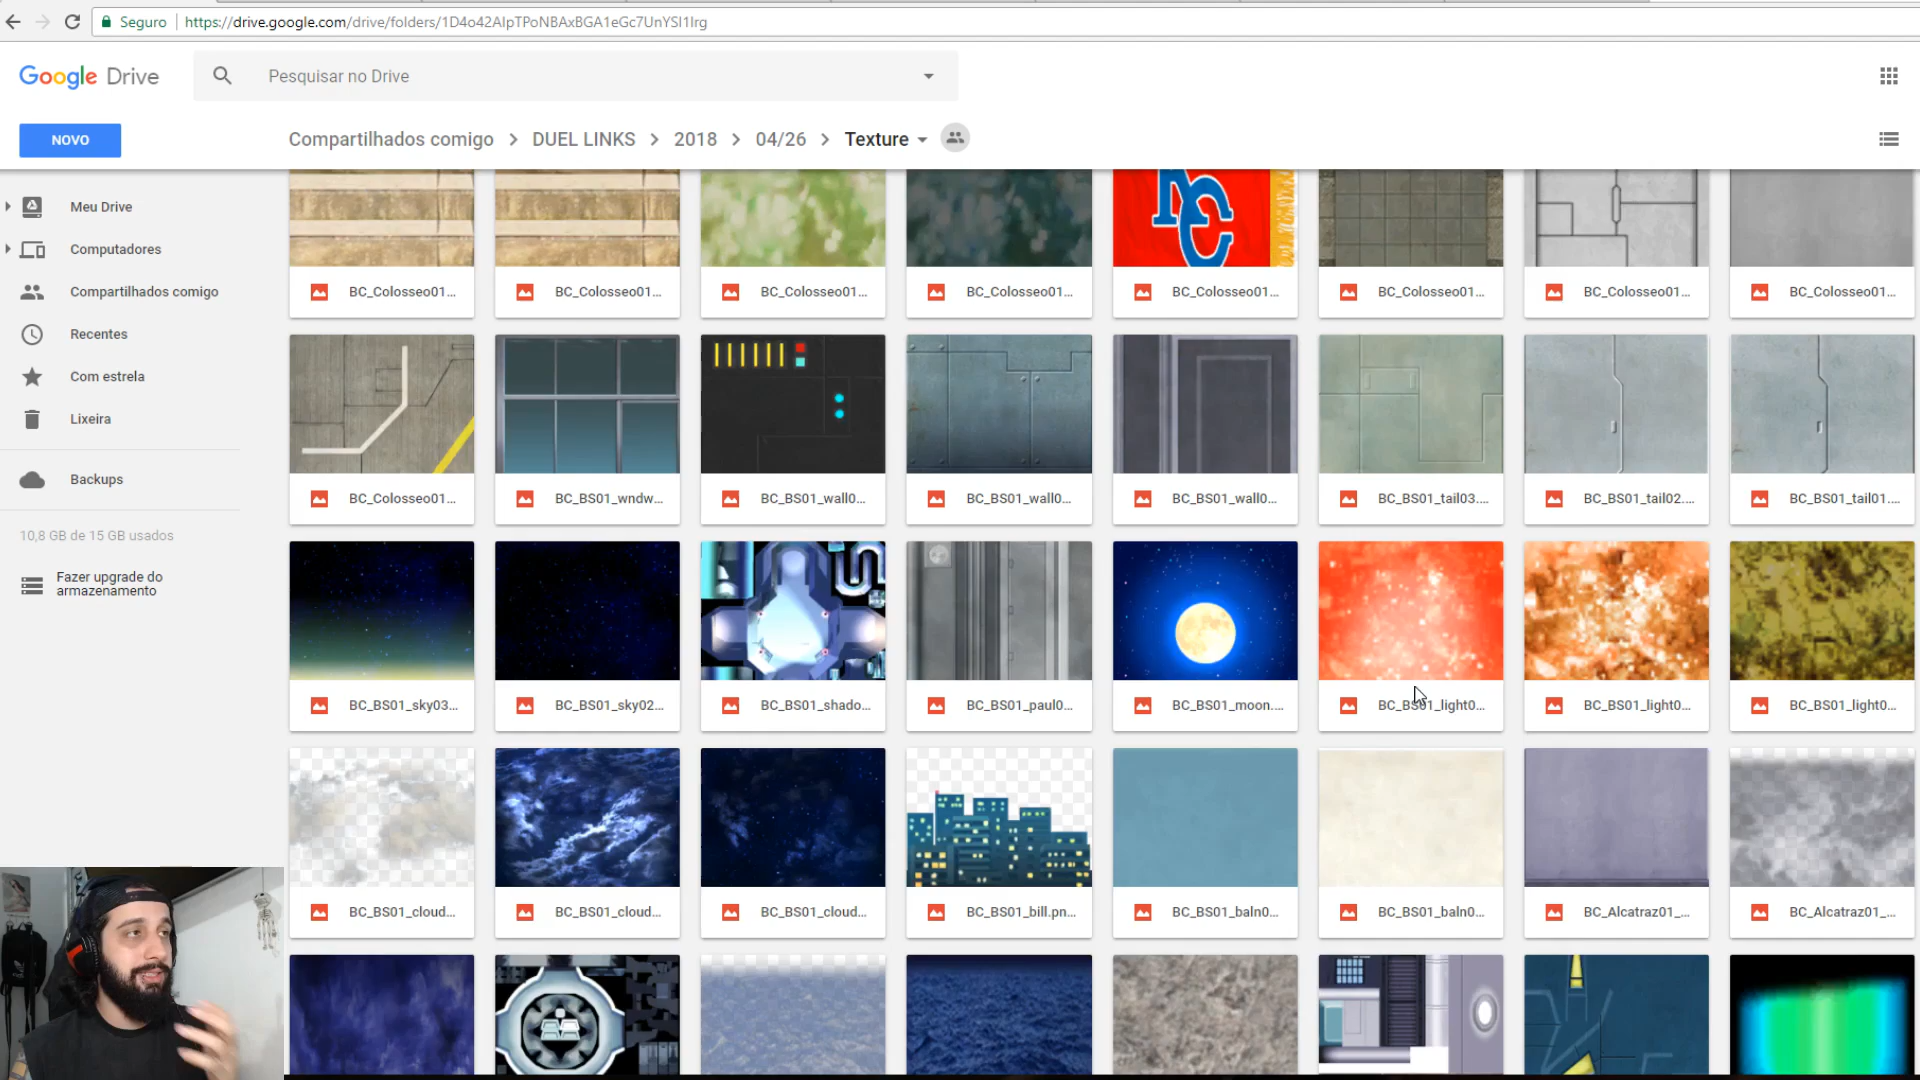 Seguro https://drive.google.com/drive/folders/1D4o42AIpTPoNBAxBGA1eGc7UnYSI1Irg
Google Drive
Pesquisar no Drive
NOVO
Compartilhados comigo > DUEL LINKS > 2018 > 04/26 > Texture
Meu Drive
Computadores
Compartilhados comigo
Recentes
Com estrela
Lixeira
Backups
10,8 GB de 15 GB usados
Fazer upgrade do
armazenamento
BC_Colosseo01... BC_Colosseo01... BC_Colosseo01... BC_Colosseo01... BC_Colosseo01... BC_Colosseo01... BC_Colosseo01... BC_Colosseo01...
BC_Colosseo01... BC_BS01_wndw... BC_BS01_wall0... BC_BS01_wall0... BC_BS01_wall0... BC_BS01_tail03.... BC_BS01_tail02.... BC_BS01_tail01....
BC_BS01_sky03... BC_BS01_sky02... BC_BS01_shado... BC_BS01_paul0... BC_BS01_moon.... BC_BS01_light0... BC_BS01_light0... BC_BS01_light0...
BC_BS01_cloud... BC_BS01_cloud... BC_BS01_cloud... BC_BS01_bill.pn... BC_BS01_baln0... BC_BS01_baln0... BC_Alcatraz01_... BC_Alcatraz01_...